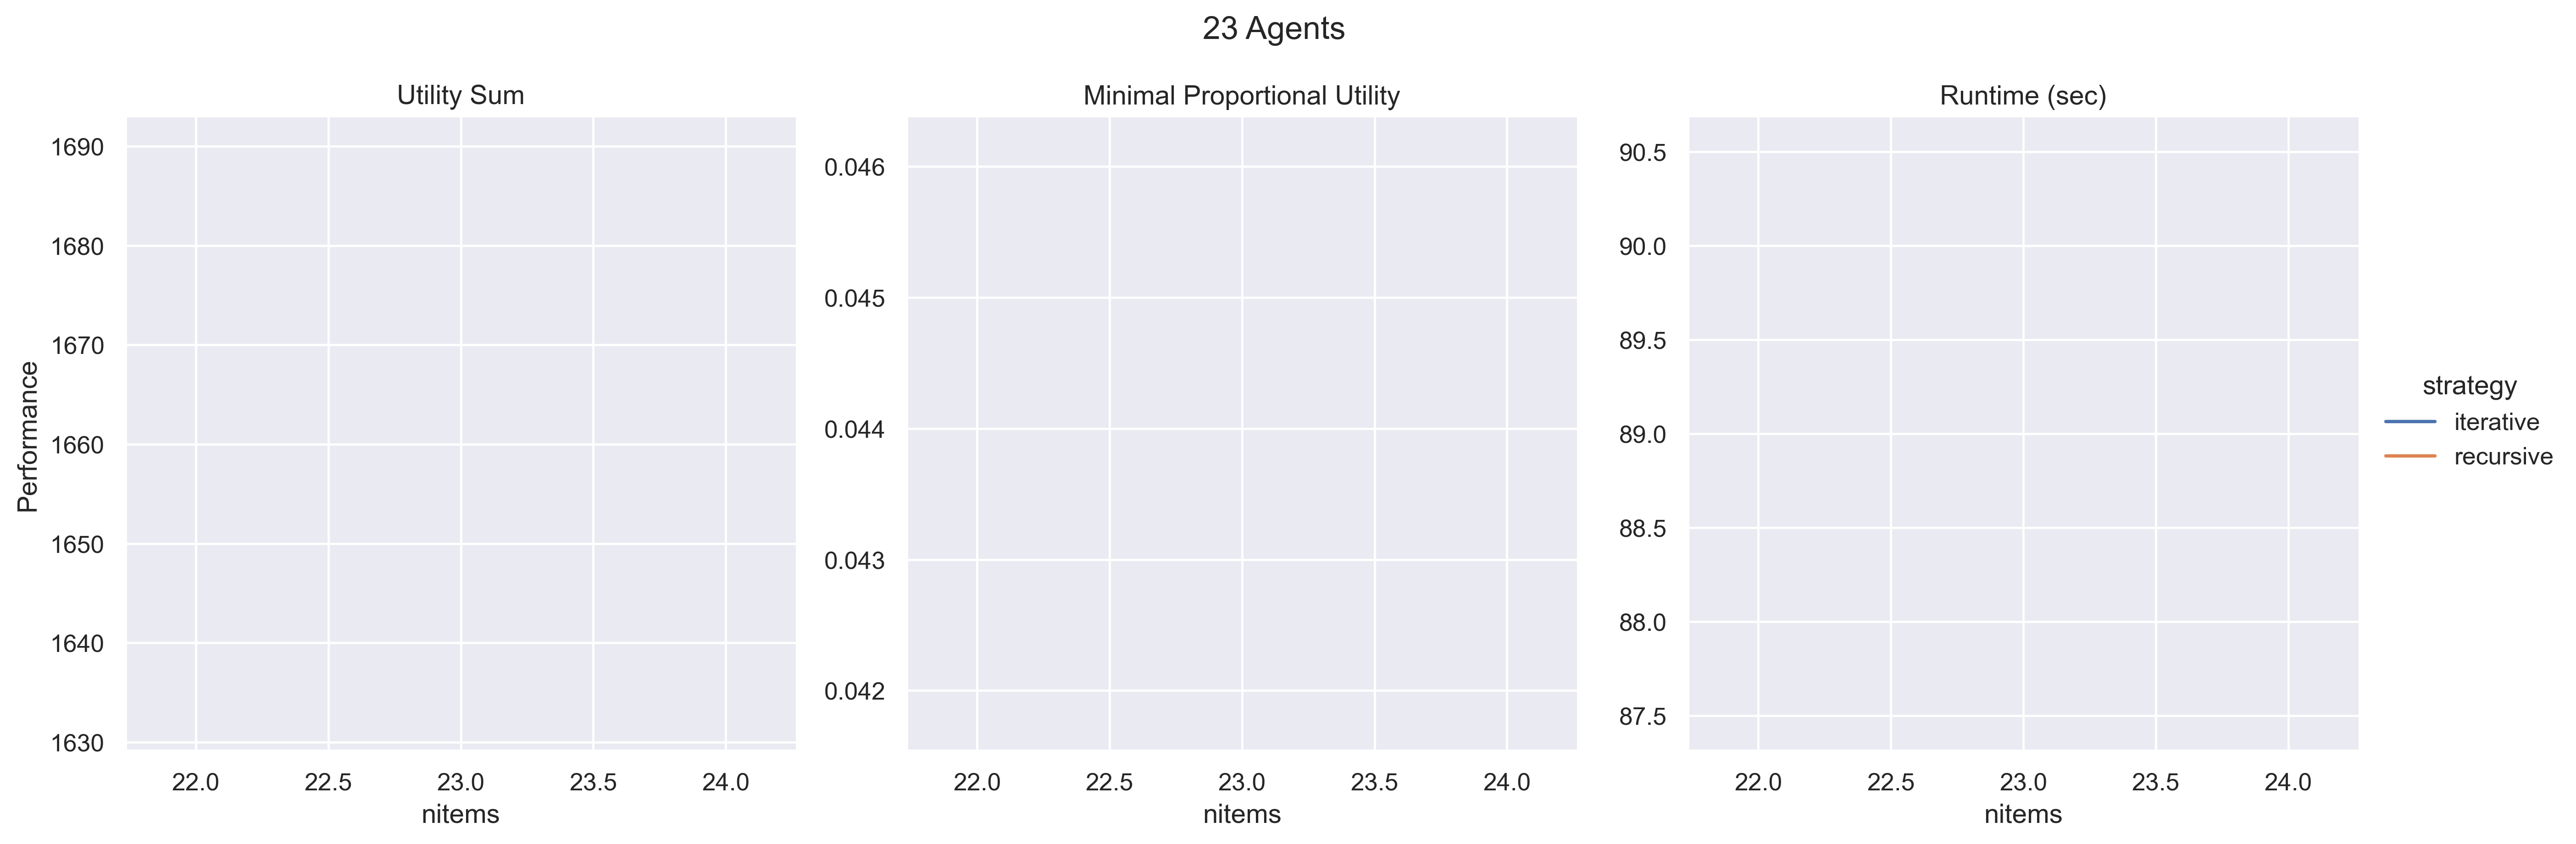 23 Agents
Utility Sum
Minimal Proportional Utility
Runtime (sec)
Performance
1690
1680
1670
1660
1650
1640
1630
22.0 22.5 23.0 23.5 24.0
nitems
0.046
0.045
0.044
0.043
0.042
22.0 22.5 23.0 23.5 24.0
nitems
90.5
90.0
89.5
89.0
88.5
88.0
87.5
22.0 22.5 23.0 23.5 24.0
nitems
strategy
iterative
recursive